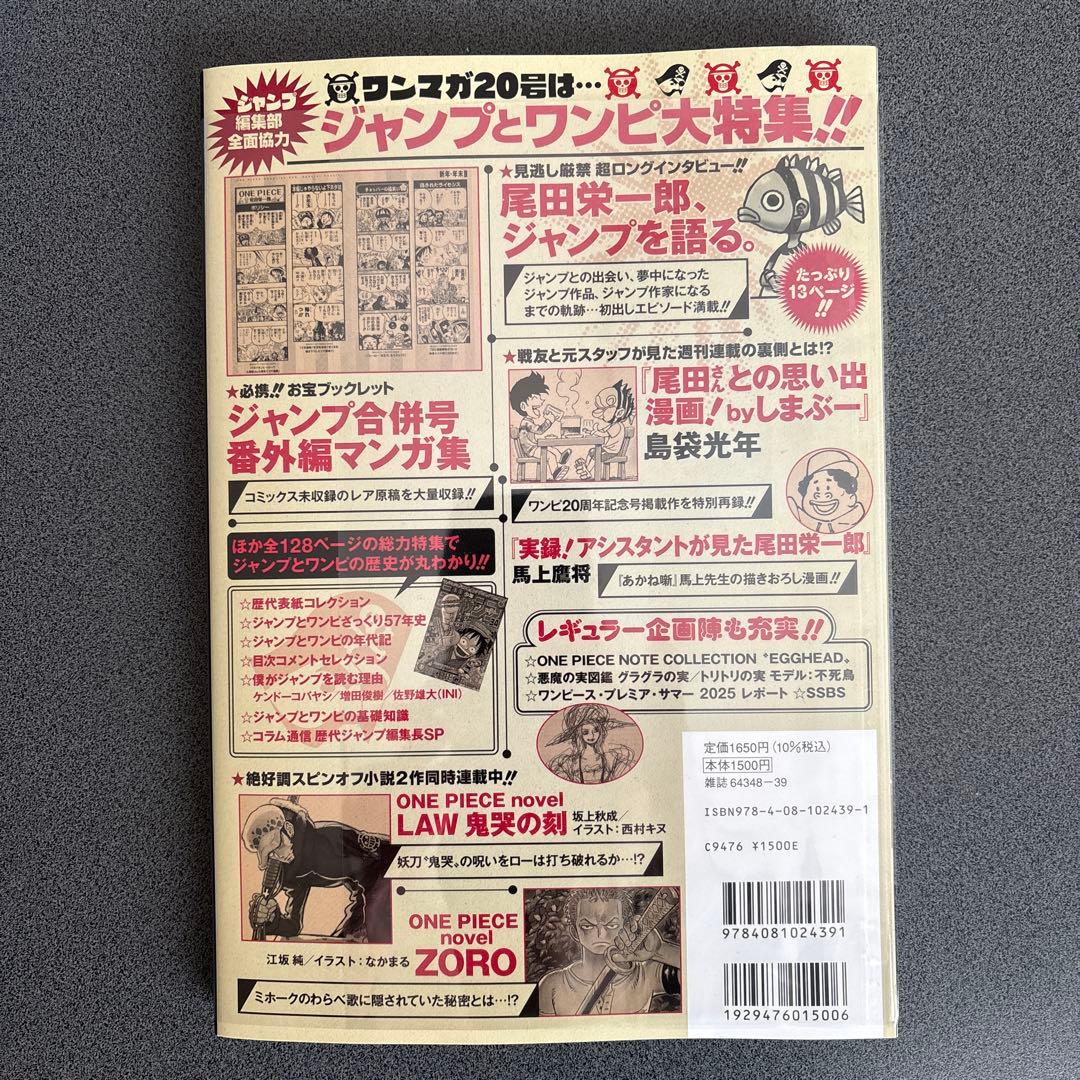 ワンマガ20号は…
ジャンプ
編集部
全面協力
ジャンプとワンピ大特集!!
新年・年末
ONE PIECE
ポリシー
★見逃し厳禁 超ロングインタビュー!!
尾田栄一郎、
ジャンプを語る。
ジャンプとの出会い、夢中になった
ジャンプ作品、ジャンプ作家になる
までの軌跡…初出しエピソード満載!!
たっぷり
13ページ
!!
★必携!! お宝ブックレット
ジャンプ合併号
番外編マンガ集
コミックス未収録のレア原稿を大量収録!!
★戦友と元スタッフが見た週刊連載の裏側とは!?
『尾田さんとの思い出
漫画!byしまぶー』
島袋光年
ワンピ20周年記念号掲載作を特別再録!!
『実録!アシスタントが見た尾田栄一郎』
馬上鷹将
『あかね噺』馬上先生の描きおろし漫画!!
ほか全128ページの総力特集で
ジャンプとワンピの歴史が丸わかり!!
☆歴代表紙コレクション
☆ジャンプとワンピざっくり57年史
☆ジャンプとワンピの年代記
☆目次コメントセレクション
☆僕がジャンプを読む理由
ケンドーコバヤシ/増田俊樹/佐野雄大(INI)
☆ジャンプとワンピの基礎知識
☆コラム通信 歴代ジャンプ編集長SP
レギュラー企画陣も充実!!
☆ONE PIECE NOTE COLLECTION “EGGHEAD”
☆悪魔の実図鑑 グラグラの実/トリトリの実 モデル:不死鳥
☆ワンピース・プレミア・サマー 2025 レポート ☆SSBS
★絶好調スピンオフ小説2作同時連載中!!
ONE PIECE novel
LAW 鬼哭の刻
坂上秋成/
イラスト:西村キヌ
妖刀“鬼哭”の呪いをローは打ち破れるか…!?
ONE PIECE
novel
ZORO
江坂 純/イラスト:なかまる
ミホークのわらべ歌に隠されていた秘密とは…!?
定価1650円(10%税込)
本体1500円
雑誌 64348-39
ISBN978-4-08-102439-1
C9476 ¥1500E
9784081024391
1929476015006